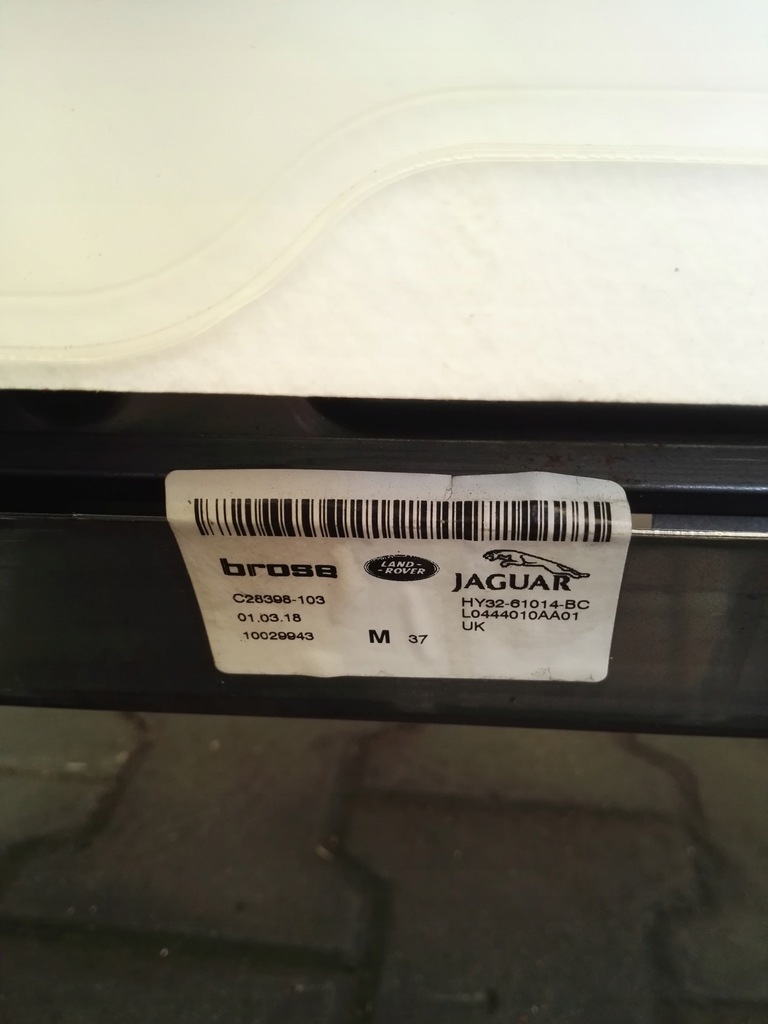 brose
LAND-
-ROVER
JAGUAR
C28398-103
01.03.18
10029943
M 37
HY32-61014-BC
L0444010AA01
UK